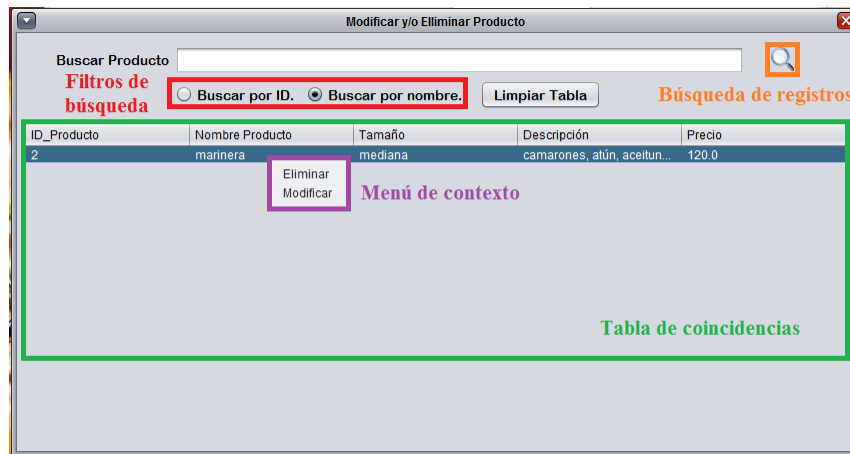 Modificar y/o Elliminar Producto
Buscar Producto
Filtros de
búsqueda
Buscar por ID. Buscar por nombre. Limpiar Tabla
Búsqueda de registros
ID_Producto Nombre Producto Tamaño Descripción Precio
2 marinera mediana camarones, atún, aceitun... 120.0
Eliminar
Modificar
Menú de contexto
Tabla de coincidencias